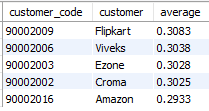 customer_code customer average
90002009 Flipkart 0.3083
90002006 Viveks 0.3038
90002003 Ezone 0.3028
90002002 Croma 0.3025
90002016 Amazon 0.2933